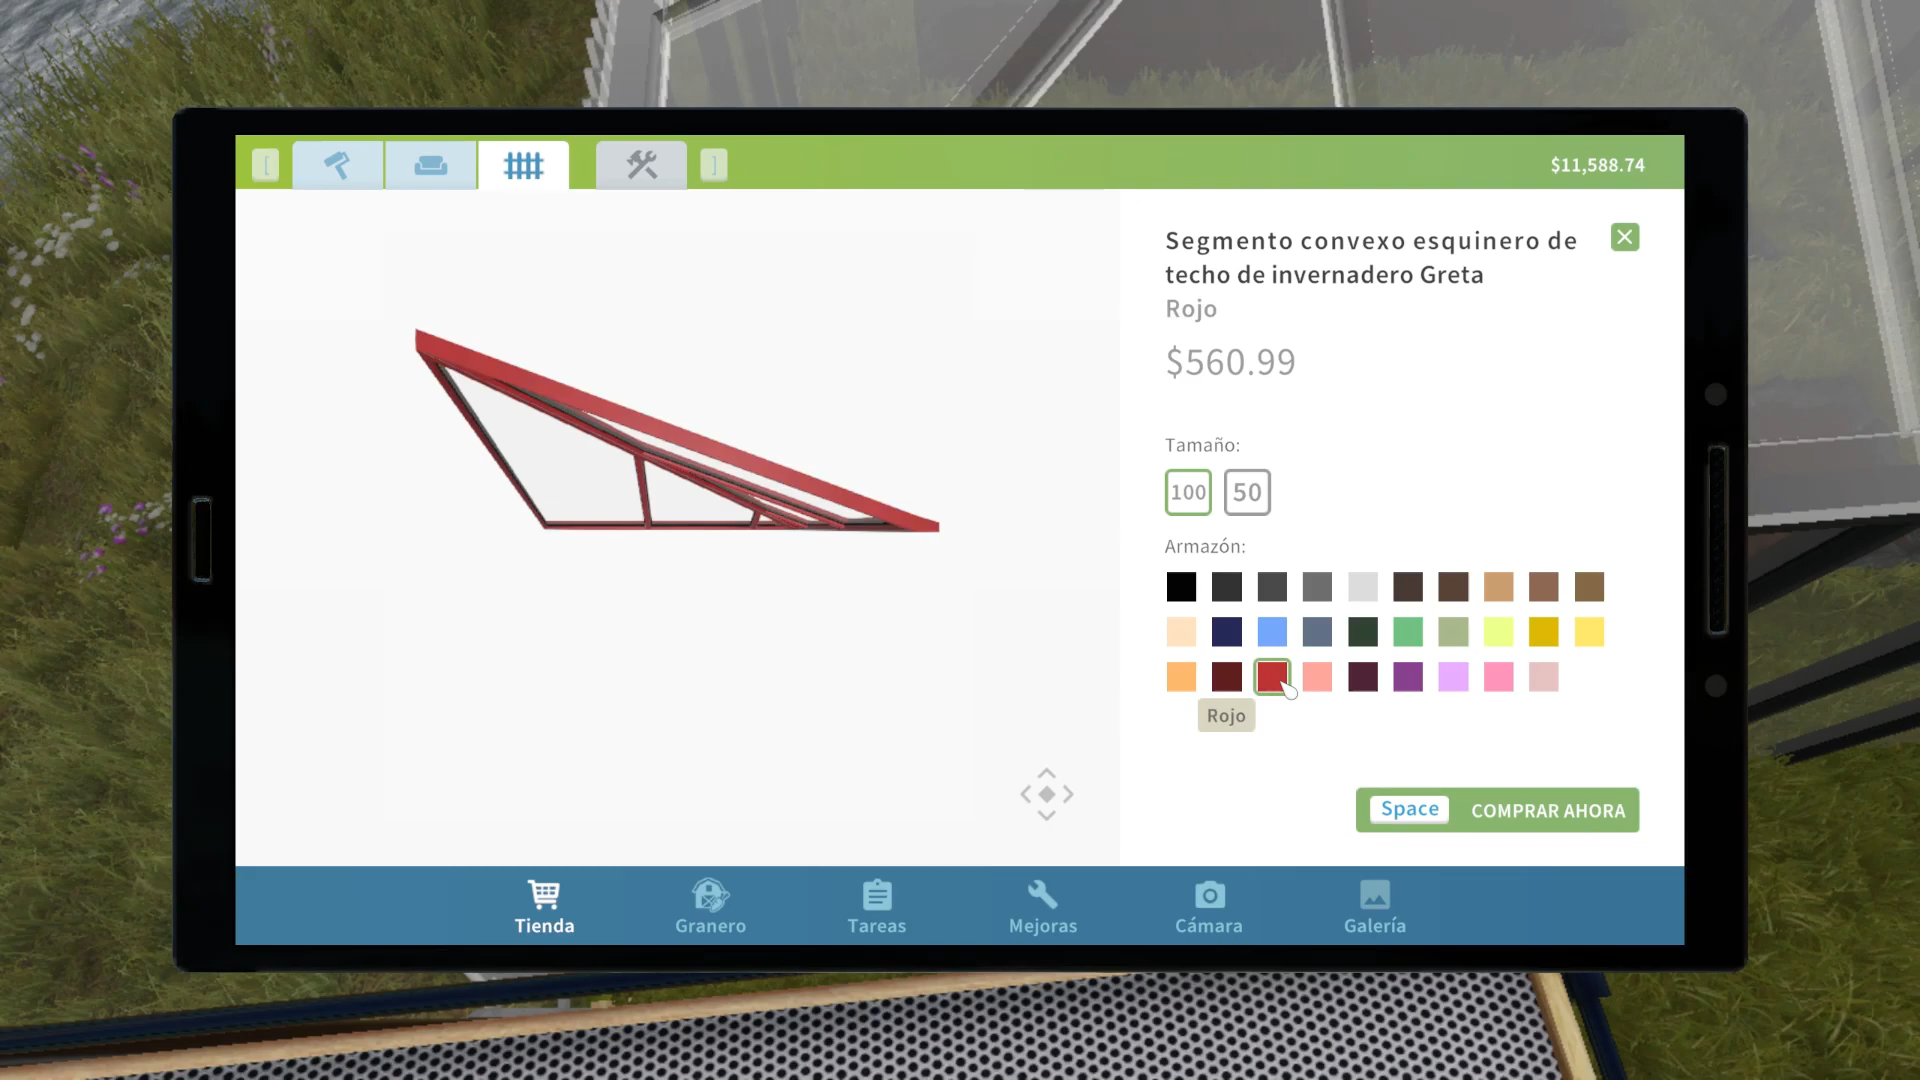 [
]
$11,588.74
Segmento convexo esquinero de
techo de invernadero Greta
Rojo
$560.99
Tamaño:
100 50
Armazón:
Rojo
Space COMPRAR AHORA
Tienda Granero Tareas Mejoras Cámara Galería